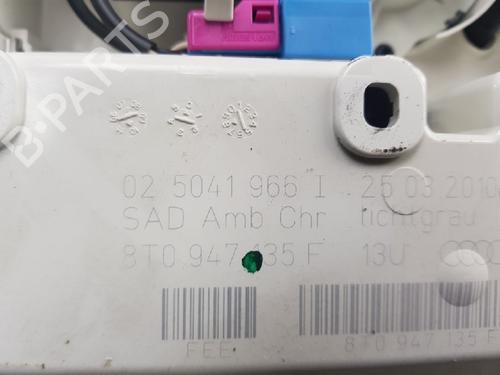 B-PARTS
02 5041 966 I 25 03 2010
SAD Amb Chr lichtgrau
8T0 947 135 F 13U
FEE
8T0 947 135 F